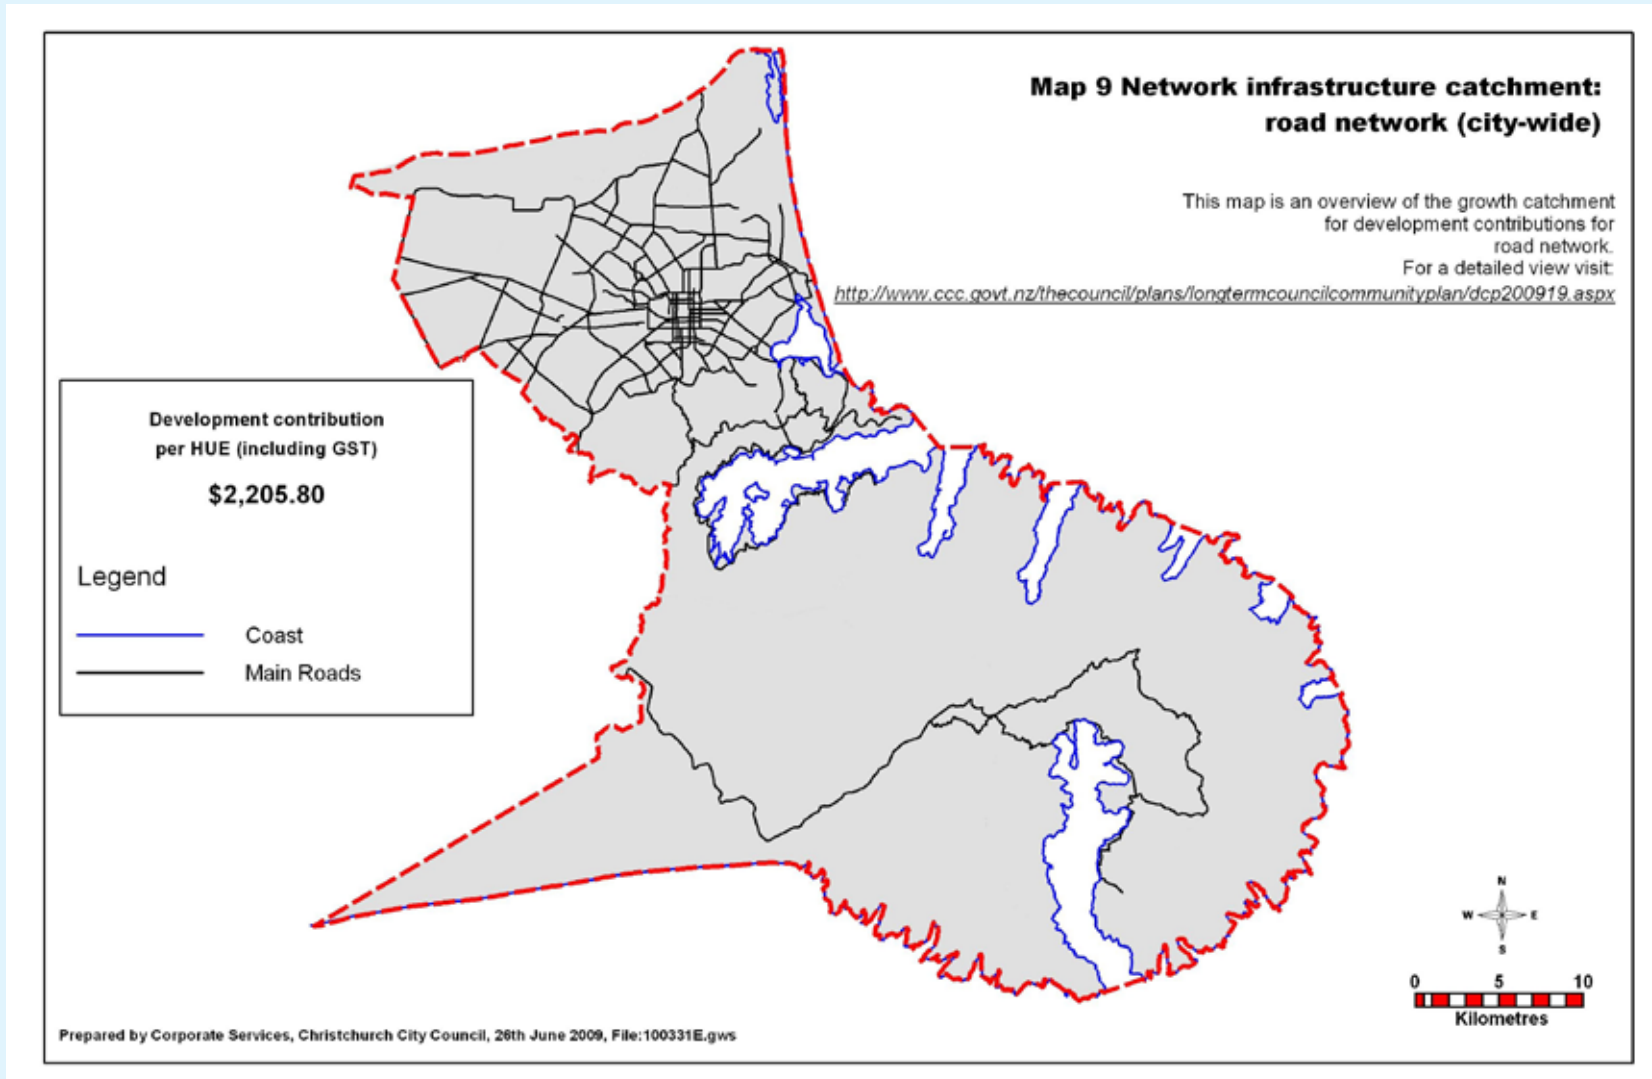 Map 9 Network infrastructure catchment:
road network (city-wide)
This map is an overview of the growth catchment
for development contributions for
road network.
For a detailed view visit:
http://www.ccc.govt.nz/thecouncil/plans/longtermcouncilcommunityplan/dcp200919.aspx
Development contribution
per HUE (including GST)
$2,205.80
Legend
Coast
Main Roads
N
W E
S
0 5 10
Kilometres
Prepared by Corporate Services, Christchurch City Council, 26th June 2009, File:100331E.gws